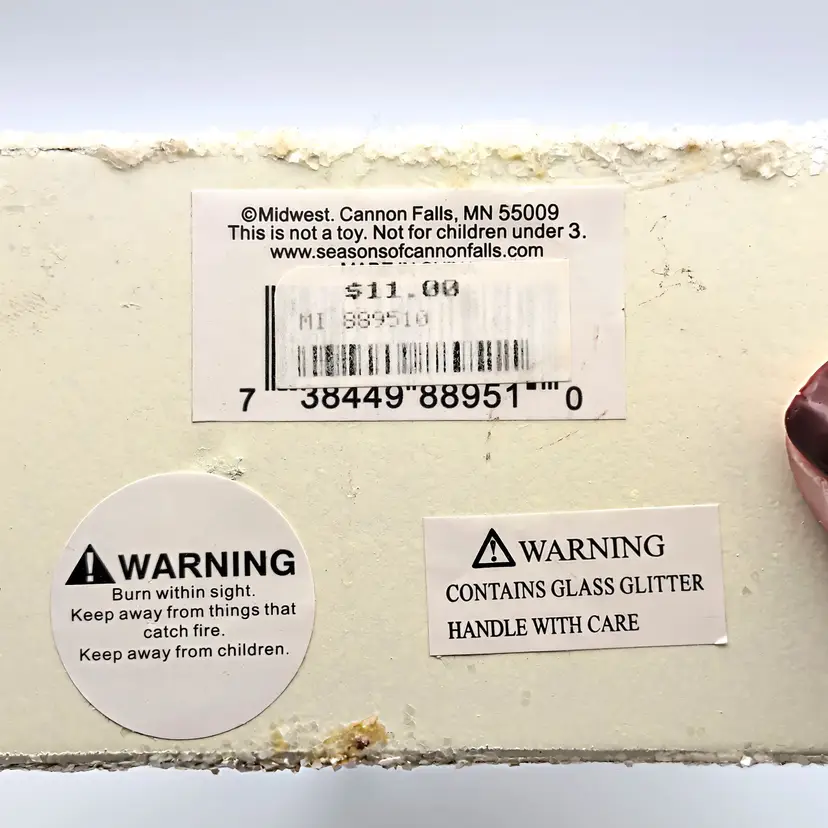 ©Midwest. Cannon Falls, MN 55009
This is not a toy. Not for children under 3.
www.seasonsofcannonfalls.com
$11.00
MI 889510
7 38449 88951 0
WARNING
Burn within sight.
Keep away from things that
catch fire.
Keep away from children.
WARNING
CONTAINS GLASS GLITTER
HANDLE WITH CARE